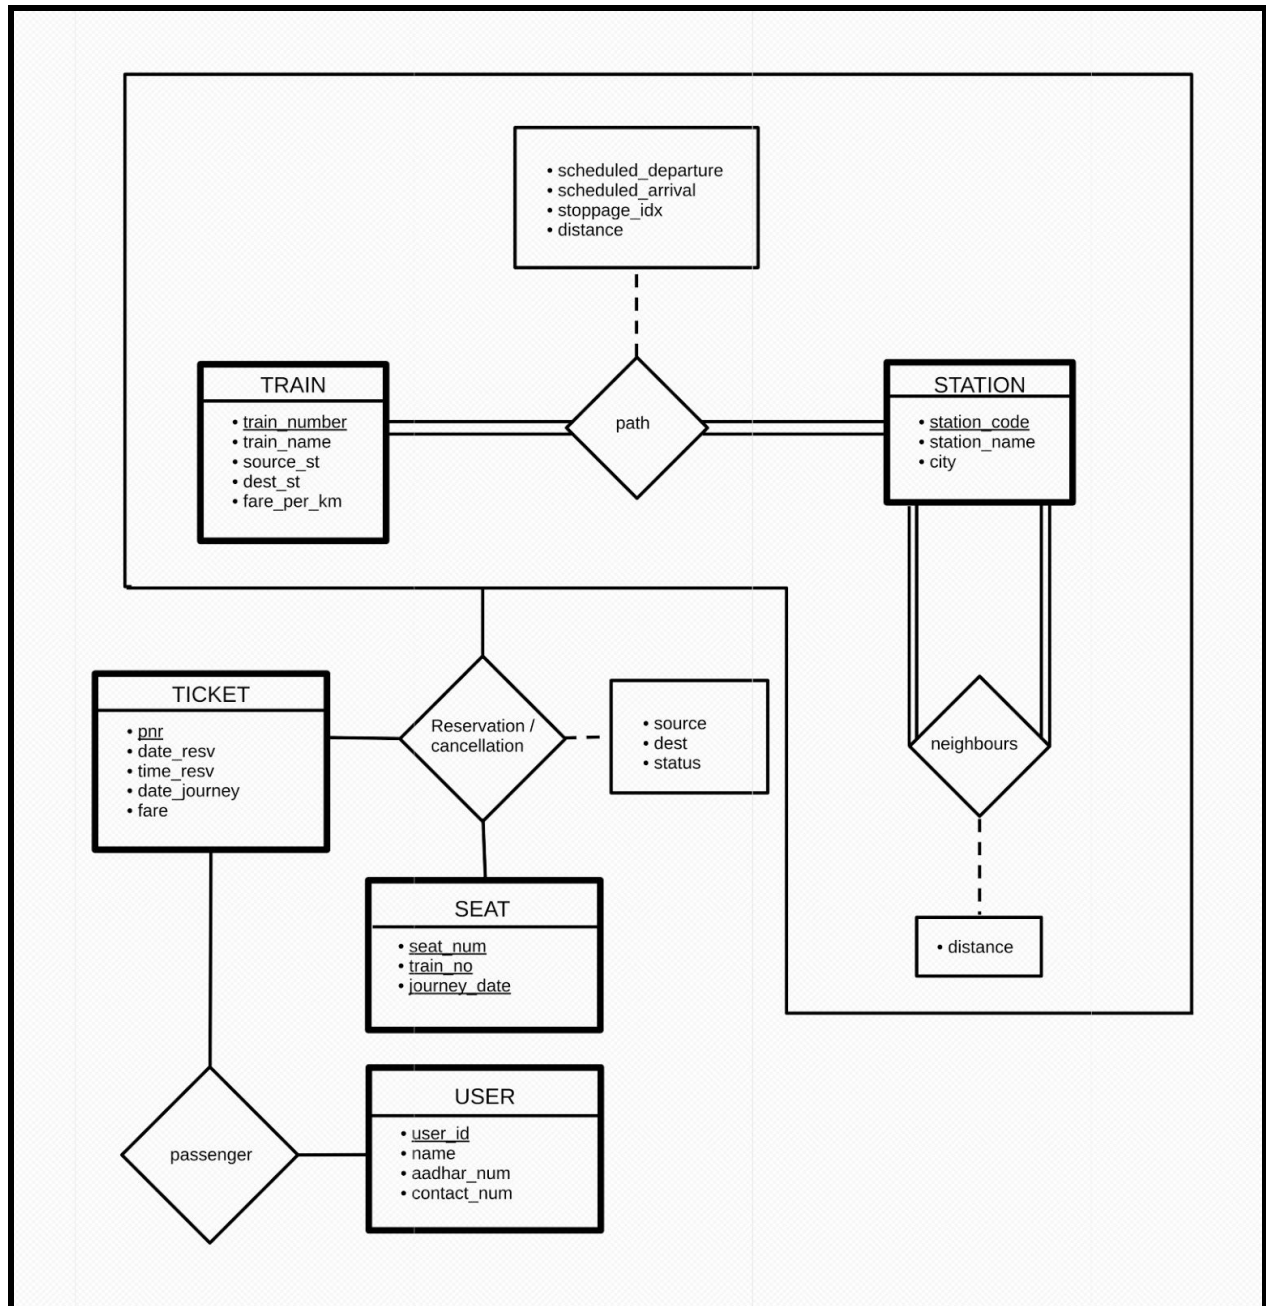 • scheduled_departure
• scheduled_arrival
• stoppage_idx
• distance
TRAIN
• train_number
• train_name
• source_st
• dest_st
• fare_per_km
path
STATION
• station_code
• station_name
• city
TICKET
• pnr
• date_resv
• time_resv
• date_journey
• fare
Reservation /
cancellation
• source
• dest
• status
neighbours
• distance
SEAT
• seat_num
• train_no
• journey_date
passenger
USER
• user_id
• name
• aadhar_num
• contact_num